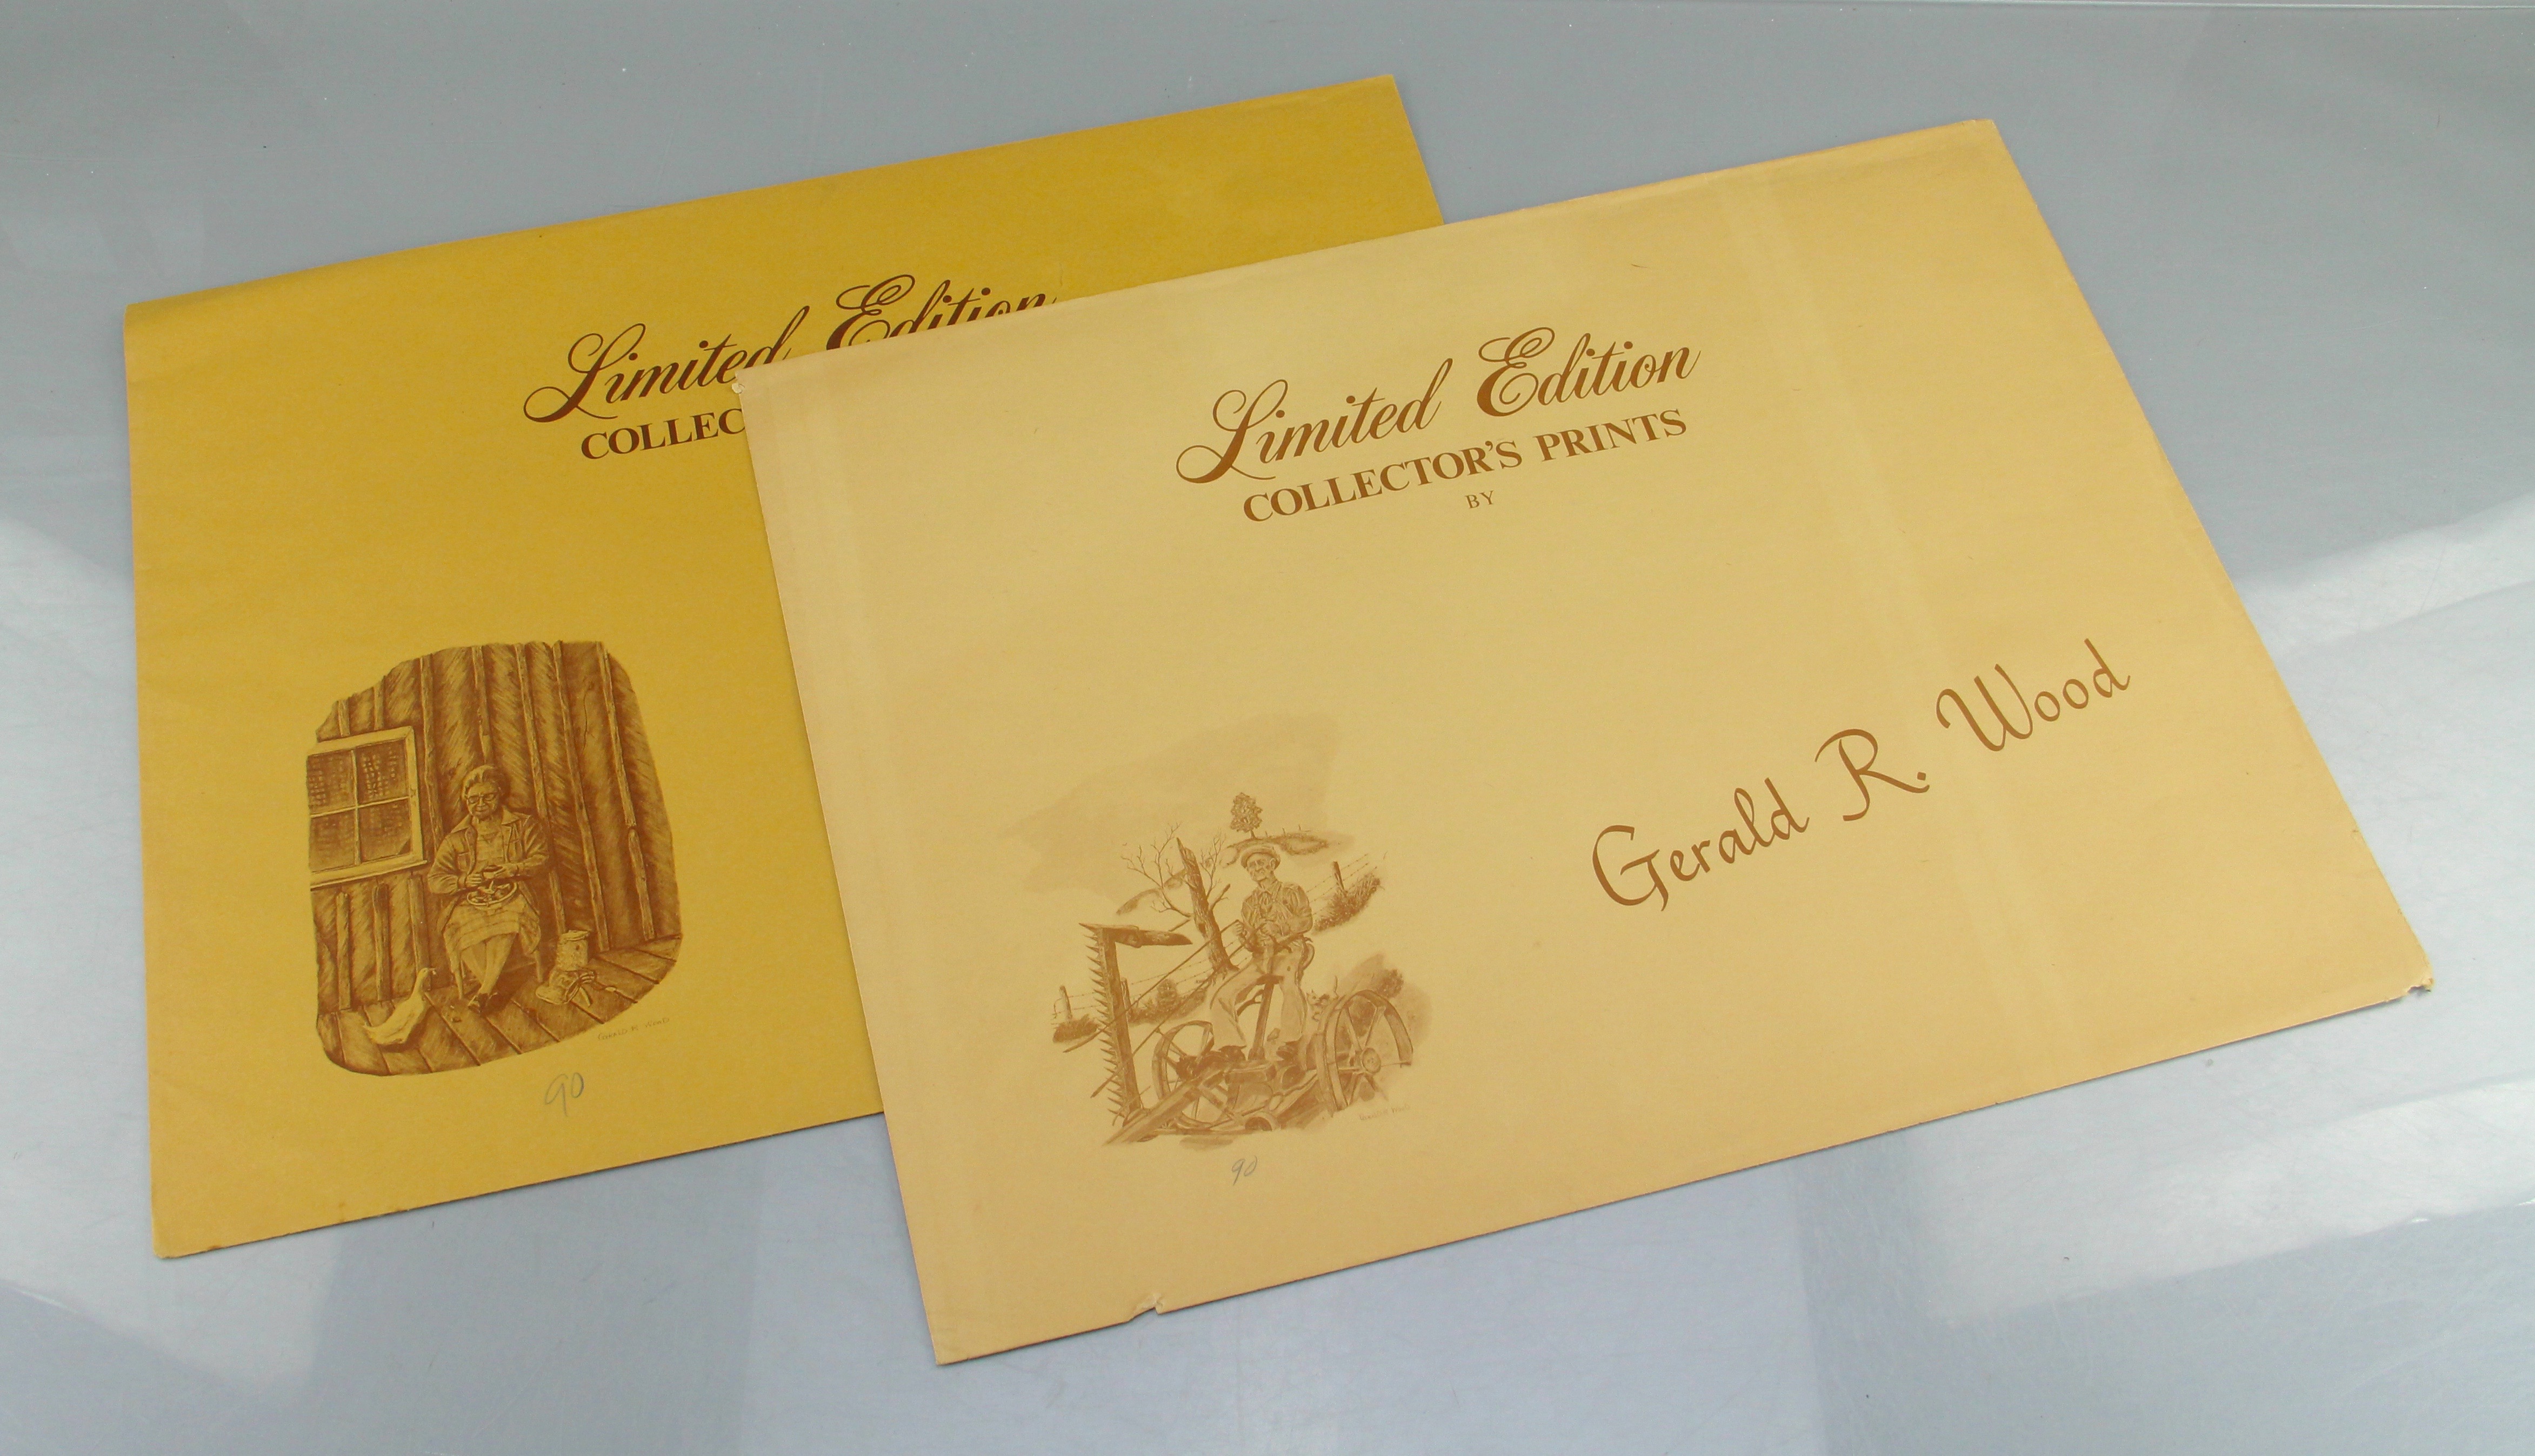 Limited Edition
COLLEC
90
Limited Edition
COLLECTOR'S PRINTS
BY
Gerald R. Wood
90